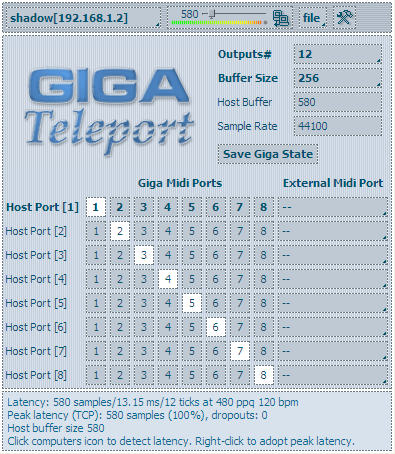 shadow[192.168.1.2] 580 file
GIGA
Teleport
Outputs# 12
Buffer Size 256
Host Buffer 580
Sample Rate 44100
Save Giga State
Giga Midi Ports External Midi Port
Host Port [1] 1 2 3 4 5 6 7 8 --
Host Port [2] 1 2 3 4 5 6 7 8 --
Host Port [3] 1 2 3 4 5 6 7 8 --
Host Port [4] 1 2 3 4 5 6 7 8 --
Host Port [5] 1 2 3 4 5 6 7 8 --
Host Port [6] 1 2 3 4 5 6 7 8 --
Host Port [7] 1 2 3 4 5 6 7 8 --
Host Port [8] 1 2 3 4 5 6 7 8 --
Latency: 580 samples/13.15 ms/12 ticks at 480 ppq 120 bpm
Peak latency (TCP): 580 samples (100%), dropouts: 0
Host buffer size 580
Click computers icon to detect latency. Right-click to adopt peak latency.